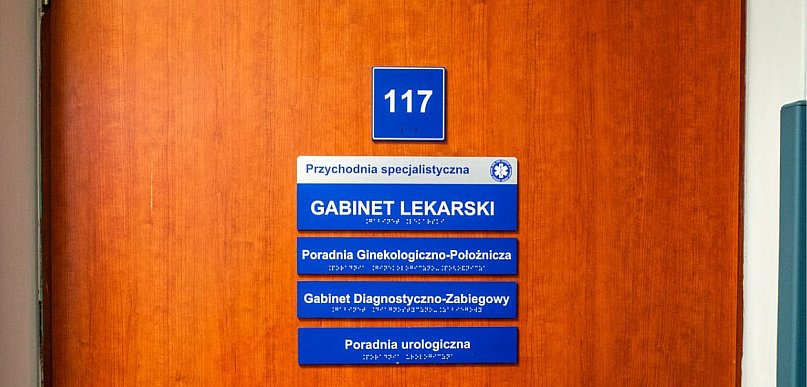 117
Przychodnia specjalistyczna
GABINET LEKARSKI
Poradnia Ginekologiczno-Położnicza
Gabinet Diagnostyczno-Zabiegowy
Poradnia urologiczna